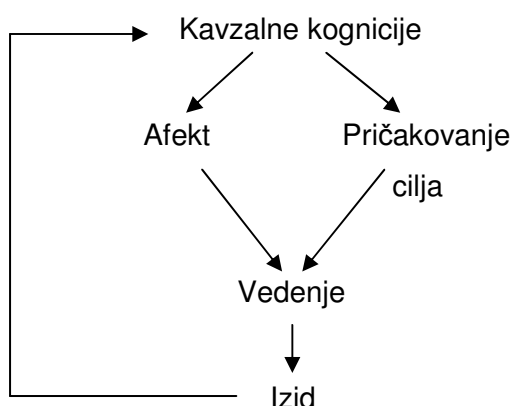 Kavzalne kognicije
Afekt
Pričakovanje
cilja
Vedenje
Izid